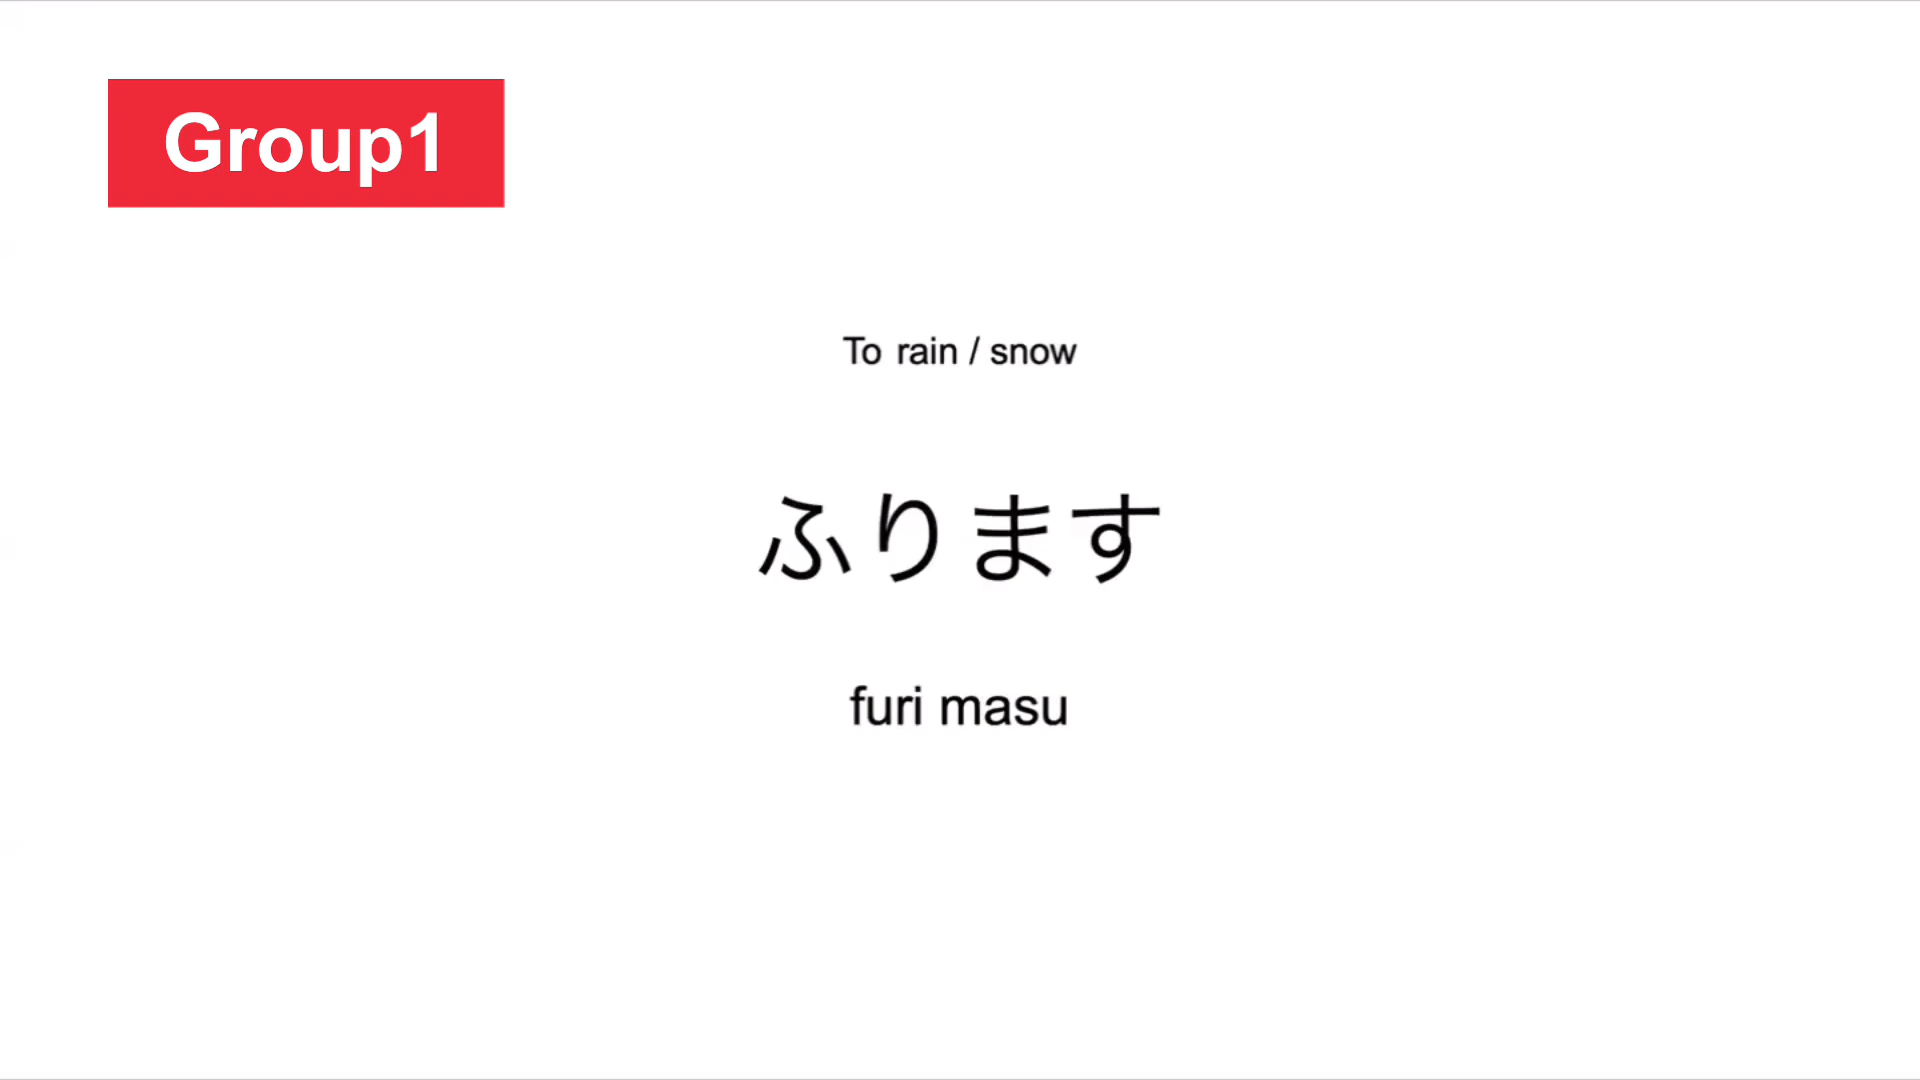 Group1
To rain / snow
ふります
furi masu